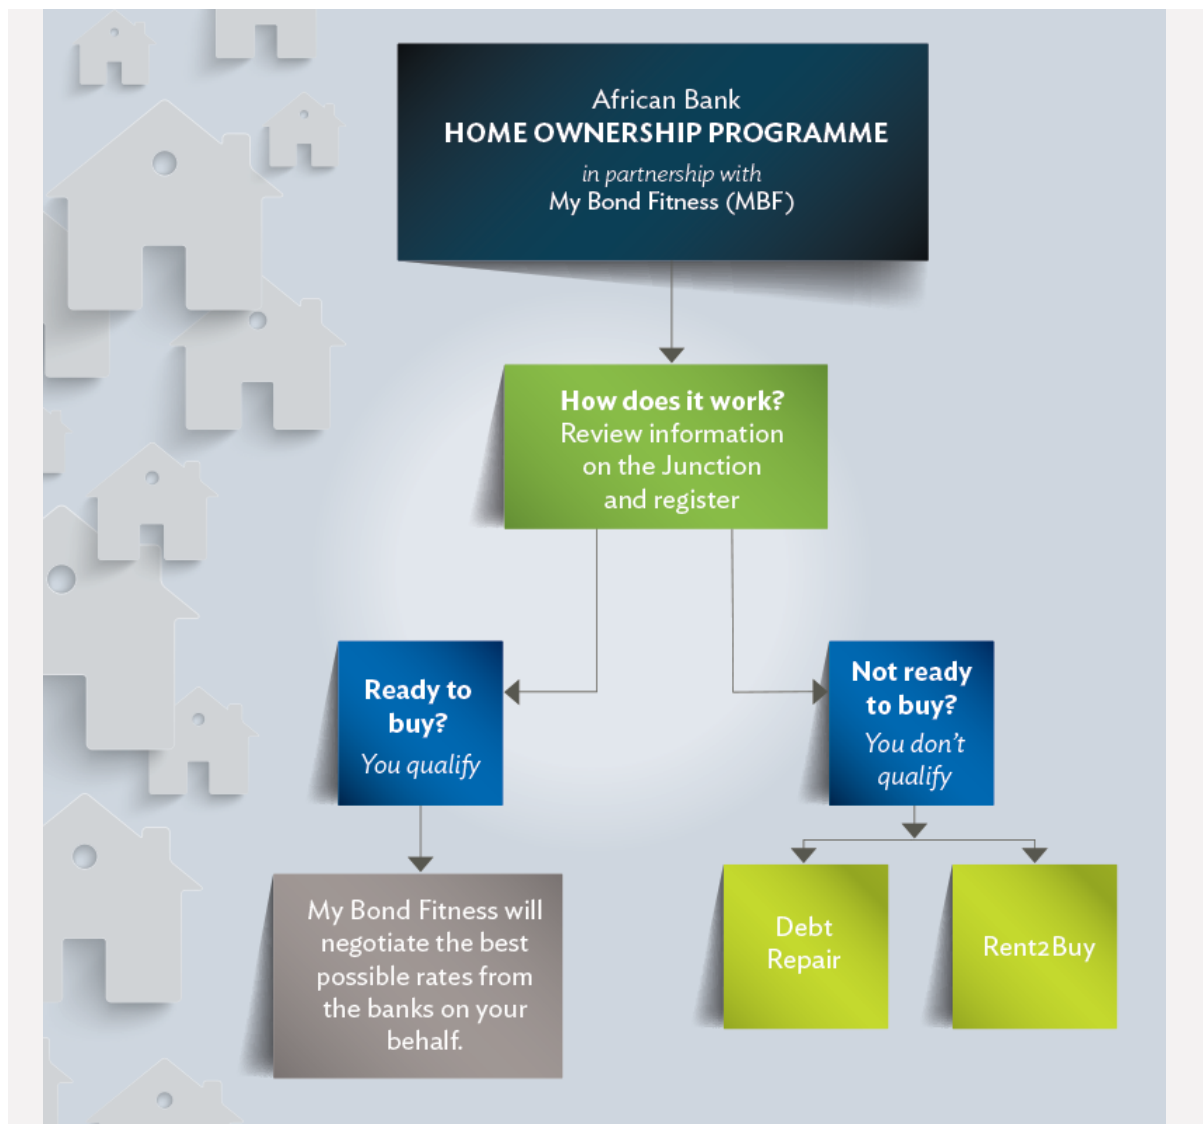 African Bank
HOME OWNERSHIP PROGRAMME
in partnership with
My Bond Fitness (MBF)
How does it work?
Review information
on the Junction
and register
Ready to
buy?
You qualify
Not ready
to buy?
You don't
qualify
My Bond Fitness will
negotiate the best
possible rates from
the banks on your
behalf.
Debt
Repair
Rent2Buy